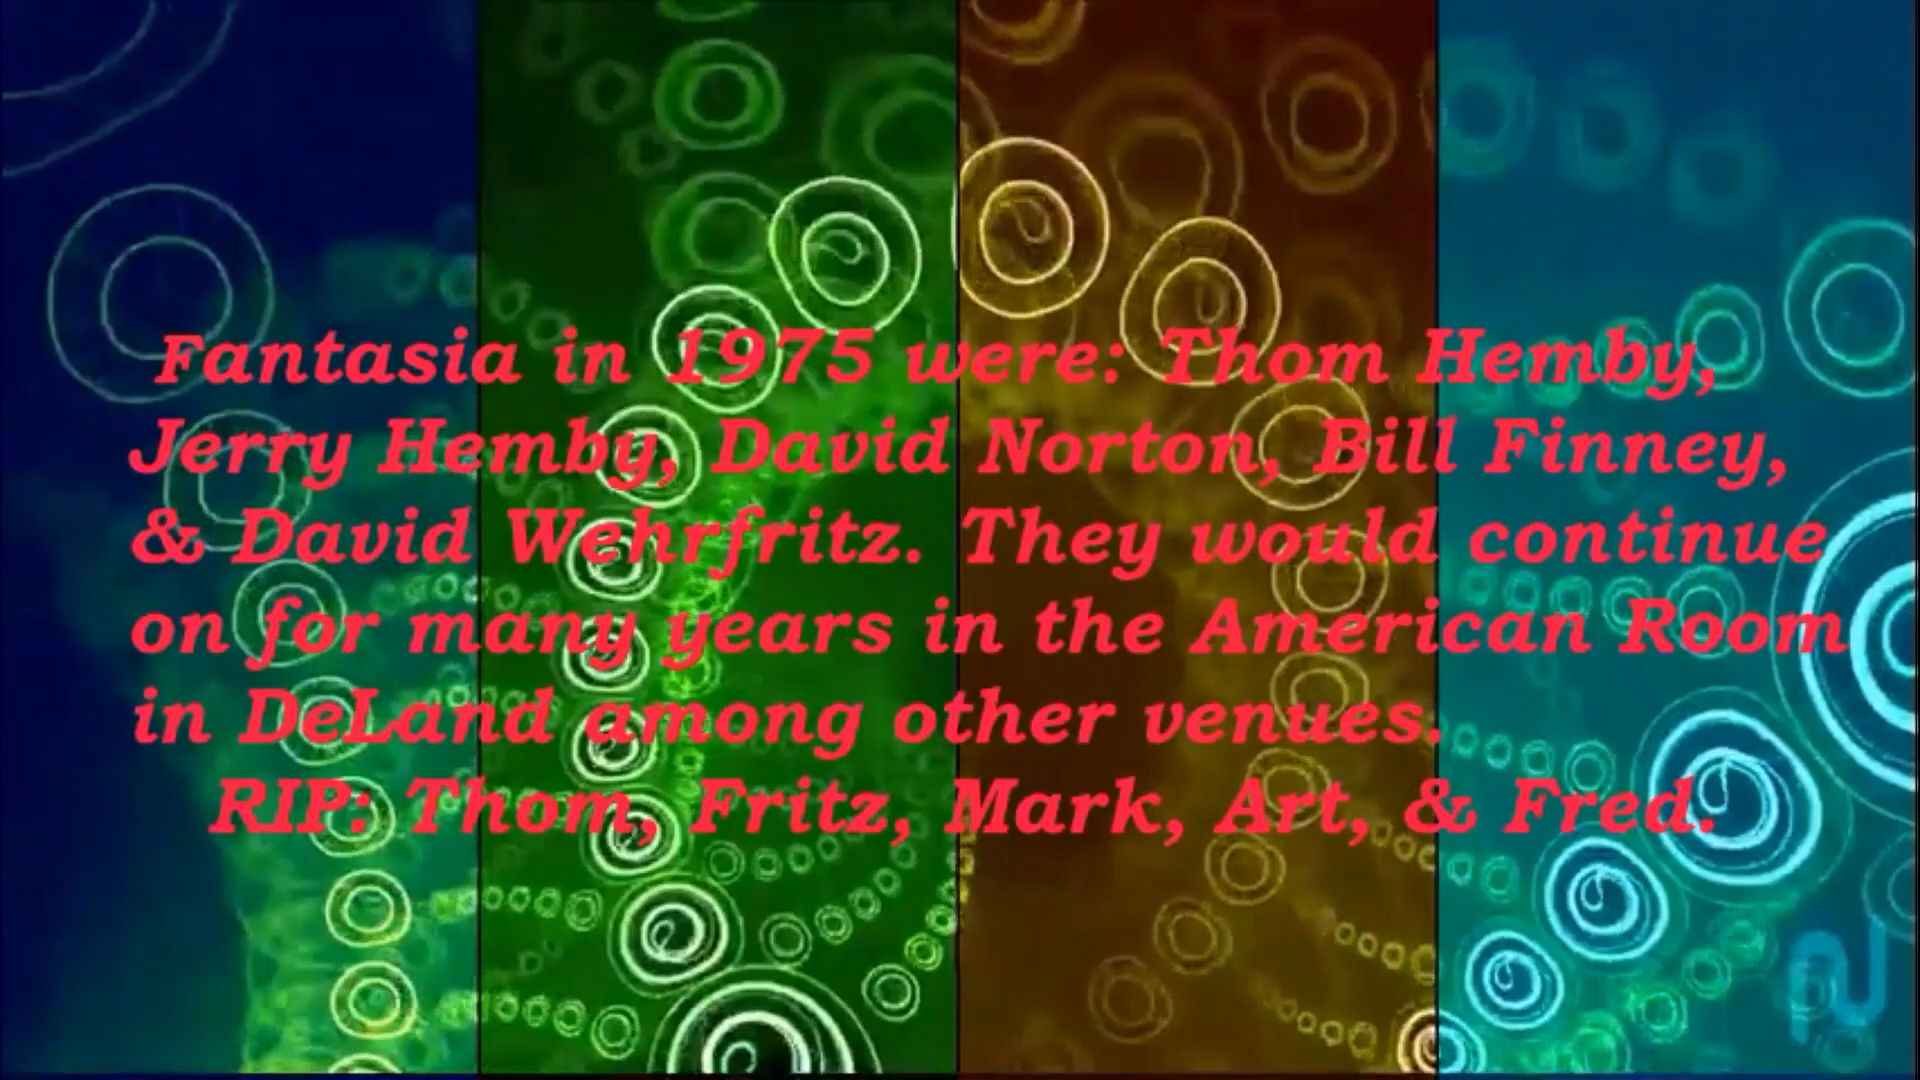 Fantasia in 1975 were: Thom Hemby,
Jerry Hemby, David Norton, Bill Finney,
& David Wehrfritz. They would continue
on for many years in the American Room
in DeLand among other venues.
RIP: Thom, Fritz, Mark, Art, & Fred.